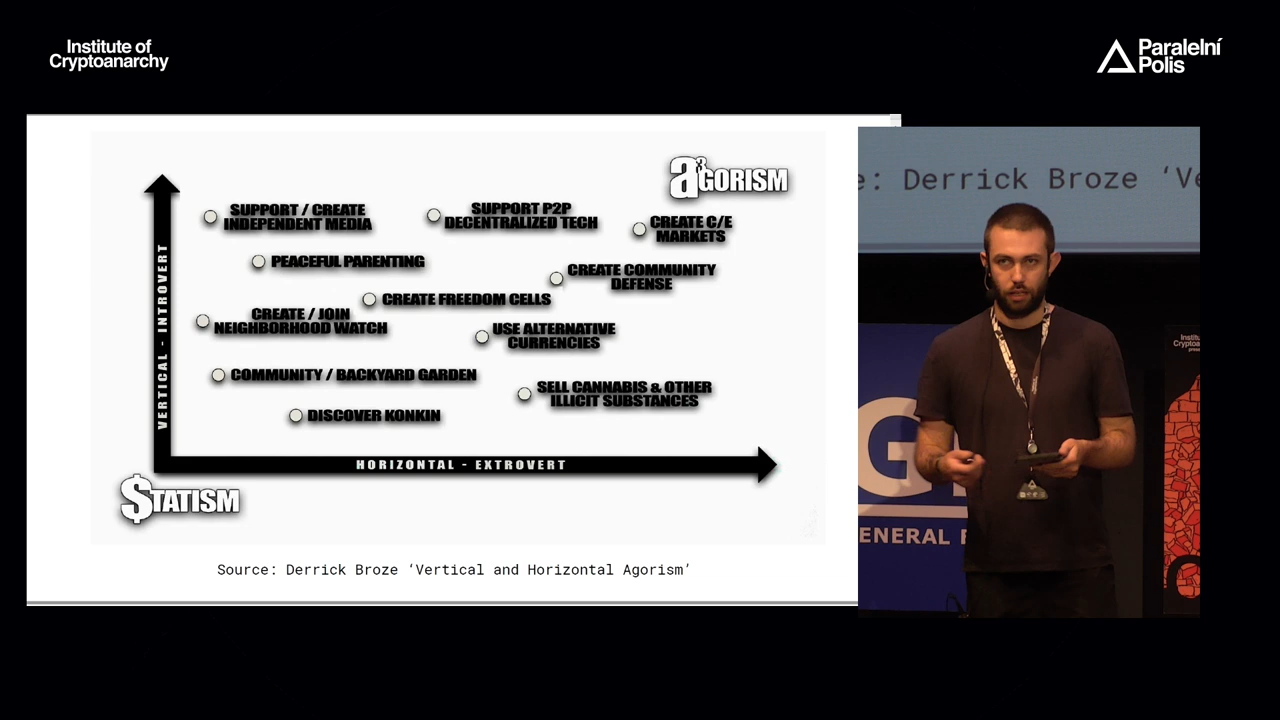 Institute of
Cryptoanarchy
Paralelní
Polis
a3GORISM
SUPPORT / CREATE
INDEPENDENT MEDIA
SUPPORT P2P
DECENTRALIZED TECH
CREATE C/E
MARKETS
PEACEFUL PARENTING
CREATE COMMUNITY
DEFENSE
CREATE FREEDOM CELLS
CREATE / JOIN
NEIGHBORHOOD WATCH
USE ALTERNATIVE
CURRENCIES
COMMUNITY / BACKYARD GARDEN
SELL CANNABIS & OTHER
ILLICIT SUBSTANCES
DISCOVER KONKIN
VERTICAL - INTROVERT
HORIZONTAL - EXTROVERT
$TATISM
Source: Derrick Broze ‘Vertical and Horizontal Agorism’
e: Derrick Broze ‘Ve
G
ENERAL